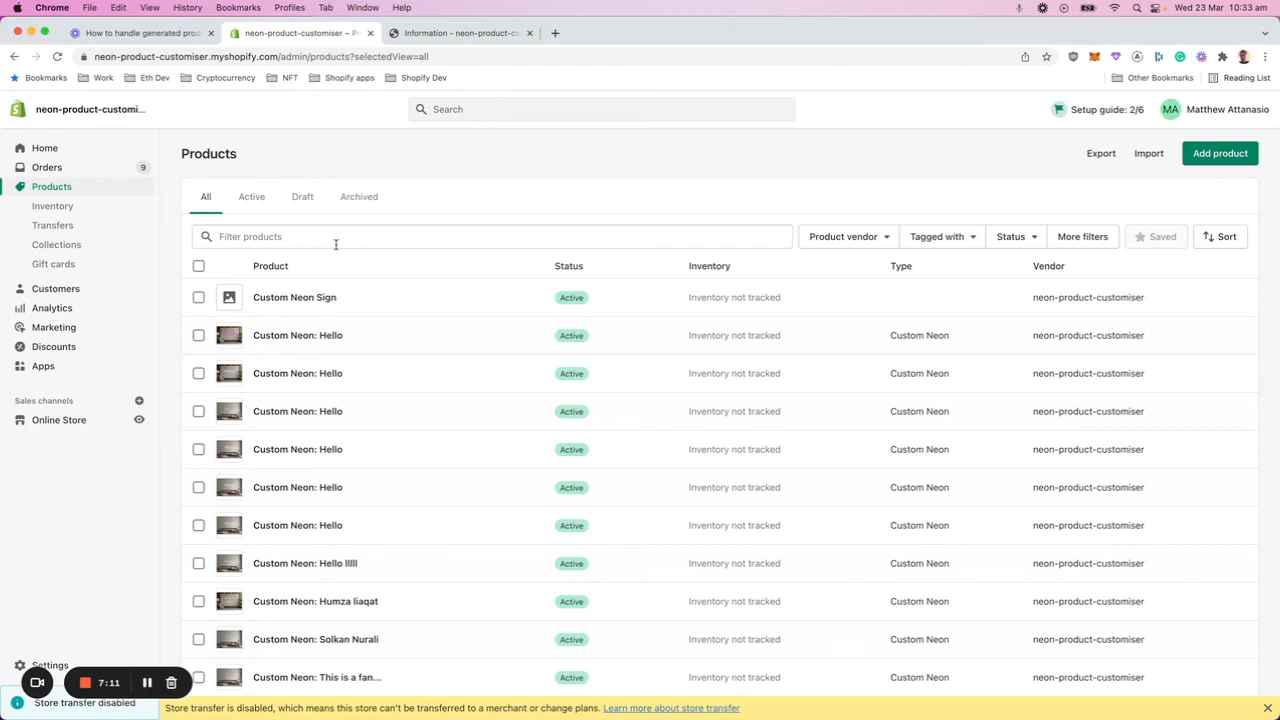 Chrome File Edit View History Bookmarks Profiles Tab Window Help Wed 23 Mar 10:33 am
How to handle generated prod neon-product-customiser ~ P Information - neon-product-cu
neon-product-customiser.myshopify.com/admin/products?selectedView=all
Bookmarks Work Eth Dev Cryptocurrency NFT Shopify apps Shopify Dev Other Bookmarks Reading List
neon-product-customi... Search Setup guide: 2/6 MA Matthew Attanasio
Home
Orders 9
Products
Inventory
Transfers
Collections
Gift cards
Customers
Analytics
Marketing
Discounts
Apps
Sales channels
Online Store
Settings
7:11
Store transfer disabled
Products Export Import Add product
All Active Draft Archived
Filter products Product vendor Tagged with Status More filters Saved Sort
Product Status Inventory Type Vendor
Custom Neon Sign Active Inventory not tracked neon-product-customiser
Custom Neon: Hello Active Inventory not tracked Custom Neon neon-product-customiser
Custom Neon: Hello Active Inventory not tracked Custom Neon neon-product-customiser
Custom Neon: Hello Active Inventory not tracked Custom Neon neon-product-customiser
Custom Neon: Hello Active Inventory not tracked Custom Neon neon-product-customiser
Custom Neon: Hello Active Inventory not tracked Custom Neon neon-product-customiser
Custom Neon: Hello Active Inventory not tracked Custom Neon neon-product-customiser
Custom Neon: Hello lllll Active Inventory not tracked Custom Neon neon-product-customiser
Custom Neon: Humza liaqat Active Inventory not tracked Custom Neon neon-product-customiser
Custom Neon: Solkan Nurali Active Inventory not tracked Custom Neon neon-product-customiser
Custom Neon: This is a fan... Active Inventory not tracked Custom Neon neon-product-customiser
Store transfer is disabled, which means this store can't be transferred to a merchant or change plans. Learn more about store transfer